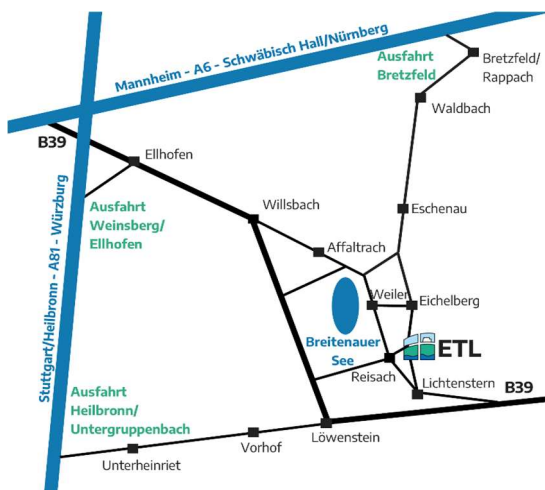 Mannheim - A6 - Schwäbisch Hall/Nürnberg
Ausfahrt
Bretzfeld
Bretzfeld/
Rappach
Waldbach
B39
Ellhofen
Stuttgart/Heilbronn - A81 - Würzburg
Ausfahrt
Weinsberg/
Ellhofen
Willsbach
Eschenau
Affaltrach
Weiler
Eichelberg
Breitenauer
See
ETL
Reisach
Lichtenstern
B39
Ausfahrt
Heilbronn/
Untergruppenbach
Löwenstein
Vorhof
Unterheinriet